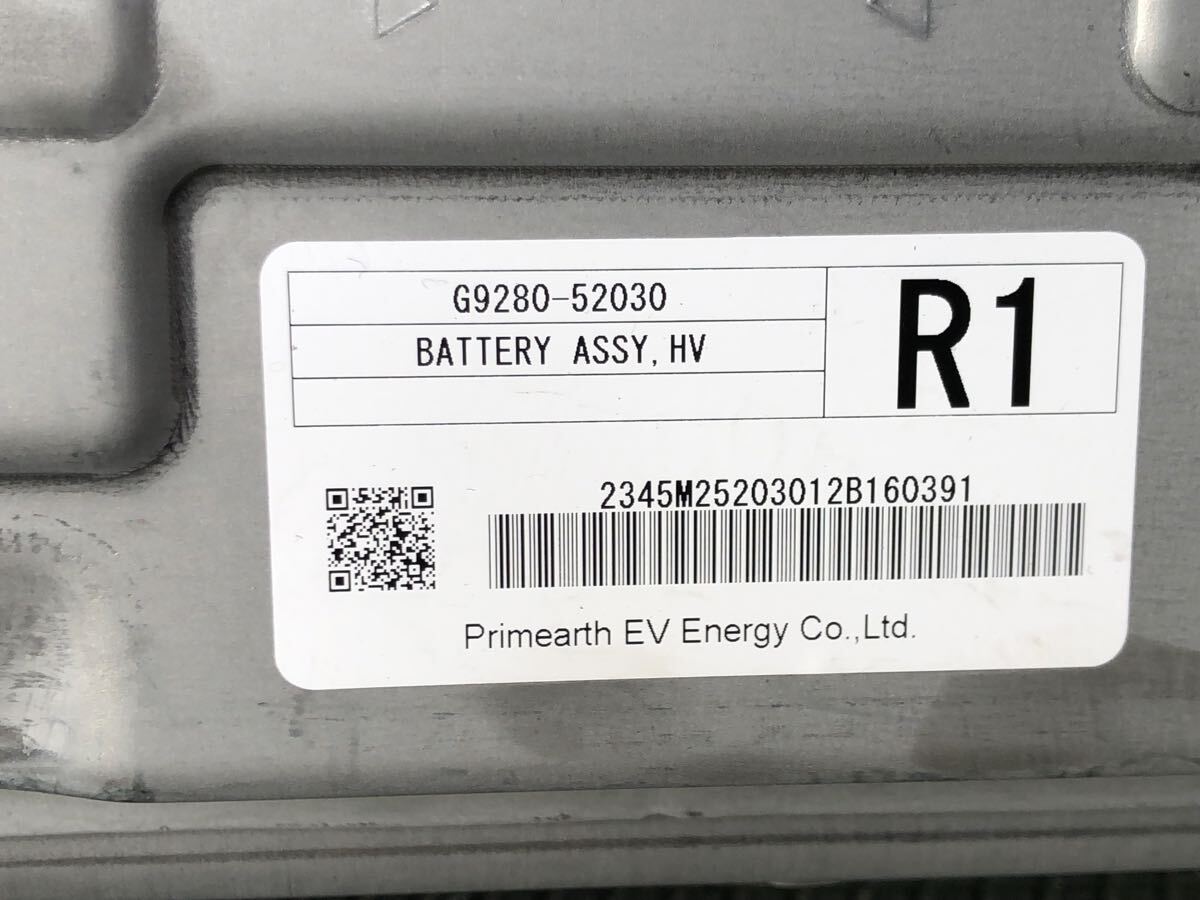 G9280-52030
BATTERY ASSY, HV
R1
2345M25203012B160391
Primearth EV Energy Co.,Ltd.